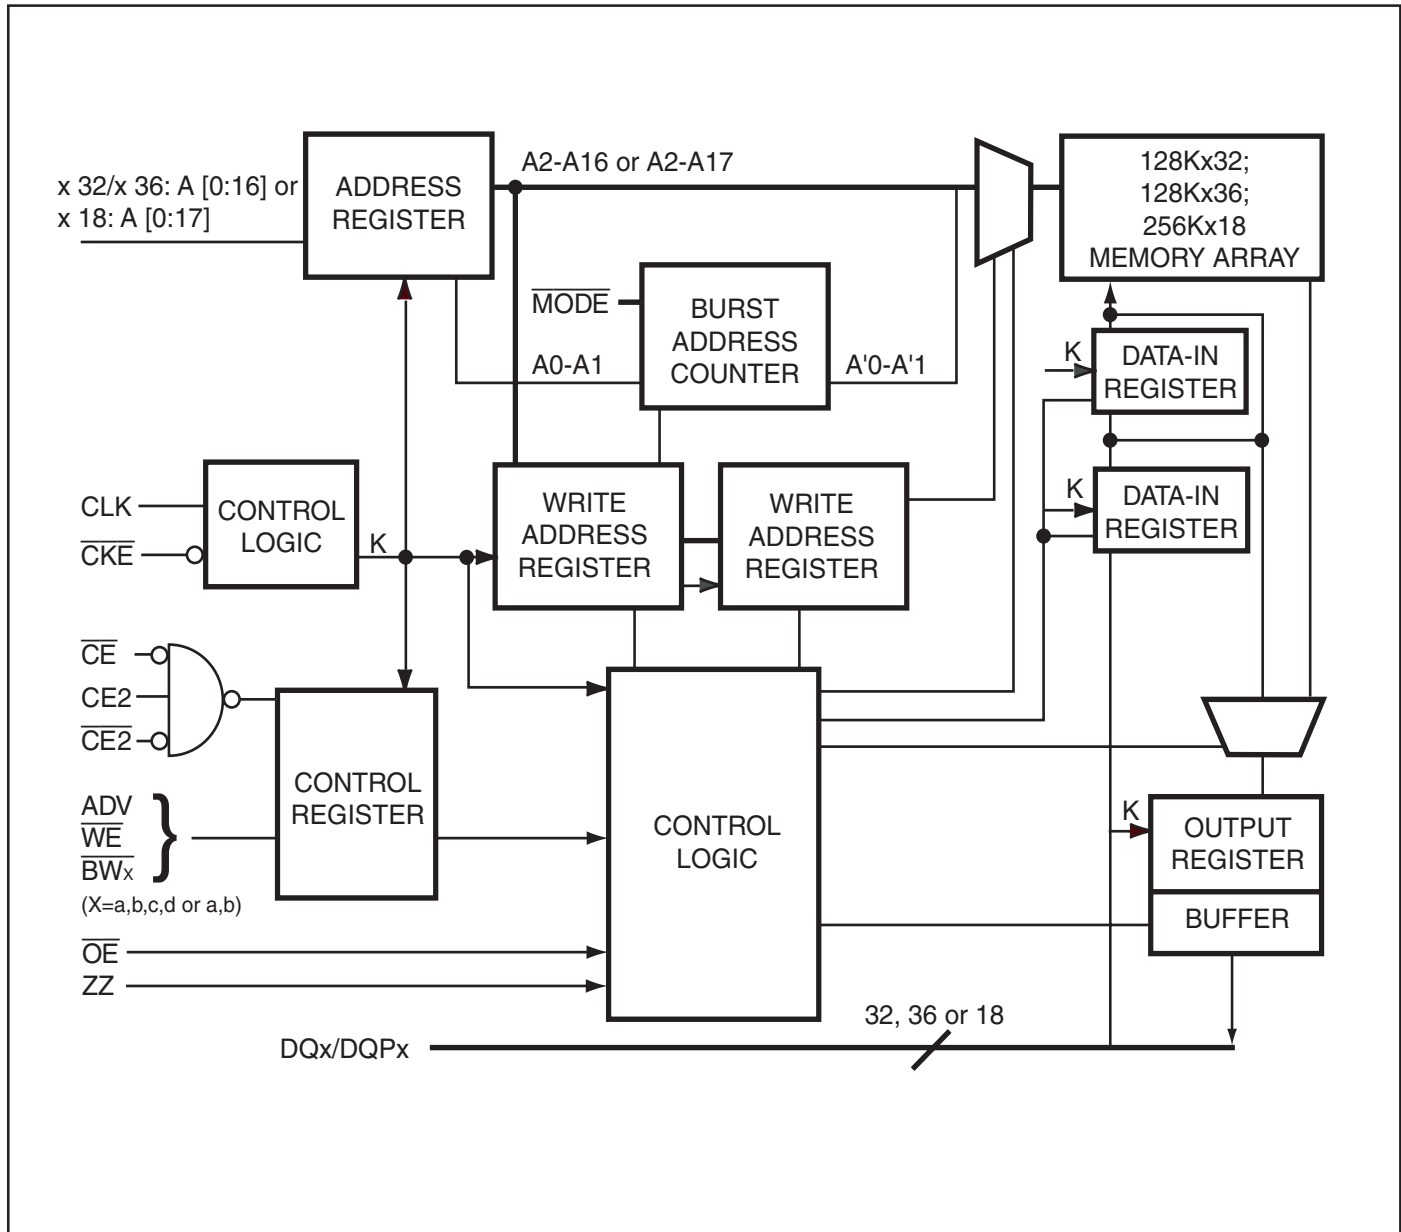 x 32/x 36: A [0:16] or
x 18: A [0:17]
ADDRESS
REGISTER
A2-A16 or A2-A17
128Kx32;
128Kx36;
256Kx18
MEMORY ARRAY
MODE
BURST
ADDRESS
COUNTER
A0-A1
A'0-A'1
K
DATA-IN
REGISTER
K
DATA-IN
REGISTER
CLK
CKE
CONTROL
LOGIC
K
WRITE
ADDRESS
REGISTER
WRITE
ADDRESS
REGISTER
CE
CE2
CE2
CONTROL
REGISTER
ADV
WE
BWx
(X=a,b,c,d or a,b)
CONTROL
LOGIC
K
OUTPUT
REGISTER
BUFFER
OE
ZZ
32, 36 or 18
DQx/DQPx